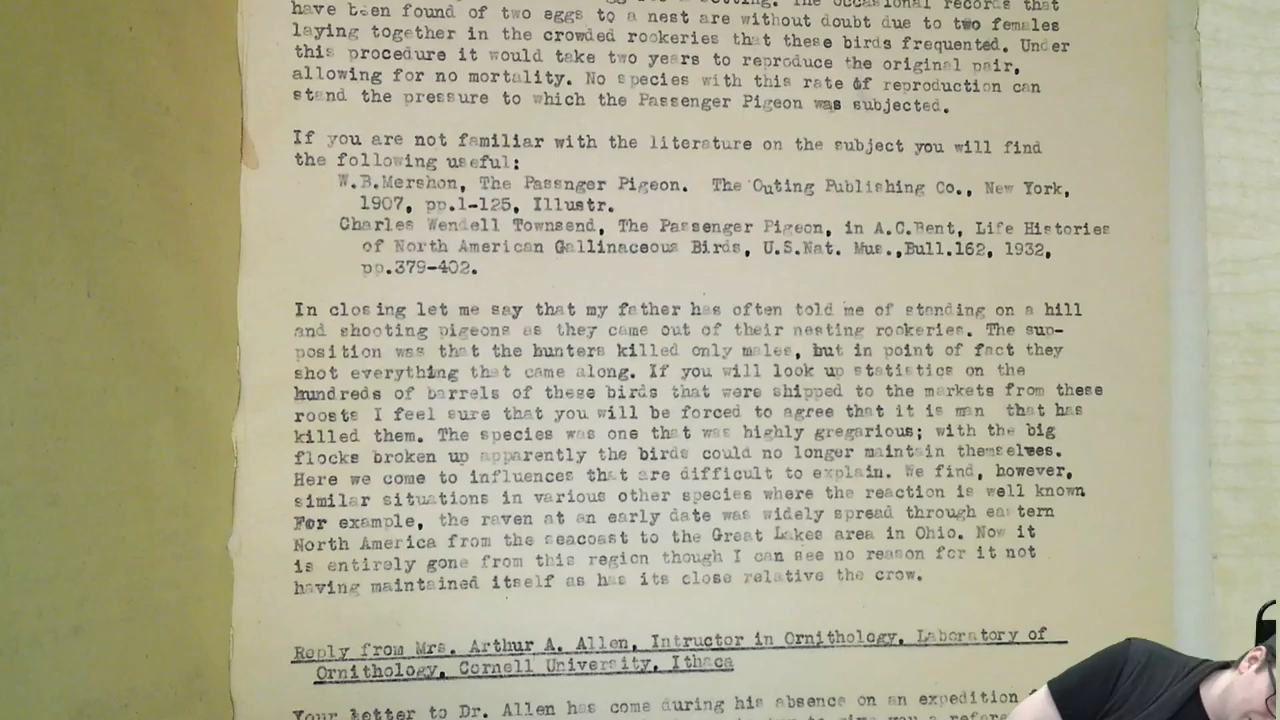 setting. The occasional records that
have been found of two eggs to a nest are without doubt due to two females
laying together in the crowded rookeries that these birds frequented. Under
this procedure it would take two years to reproduce the original pair,
allowing for no mortality. No species with this rate of reproduction can
stand the pressure to which the Passenger Pigeon was subjected.
If you are not familiar with the literature on the subject you will find
the following useful:
W.B.Mershon, The Passnger Pigeon. The Outing Publishing Co., New York,
1907, pp.1-125, Illustr.
Charles Wendell Townsend, The Passenger Pigeon, in A.C.Bent, Life Histories
of North American Gallinaceous Birds, U.S.Nat. Mus.,Bull.162, 1932,
pp.379-402.
In closing let me say that my father has often told me of standing on a hill
and shooting pigeons as they came out of their nesting rookeries. The sup-
position was that the hunters killed only males, but in point of fact they
shot everything that came along. If you will look up statistics on the
hundreds of barrels of these birds that were shipped to the markets from these
roosts I feel sure that you will be forced to agree that it is man that has
killed them. The species was one that was highly gregarious; with the big
flocks broken up apparently the birds could no longer maintain themselves.
Here we come to influences that are difficult to explain. We find, however,
similar situations in various other species where the reaction is well known
For example, the raven at an early date was widely spread through eastern
North America from the seacoast to the Great Lakes area in Ohio. Now it
is entirely gone from this region though I can see no reason for it not
having maintained itself as has its close relative the crow.
Reply from Mrs. Arthur A. Allen, Intructor in Ornithology, Laboratory of
Ornithology, Cornell University, Ithaca
Your letter to Dr. Allen has come during his absence on an expedition
give you a